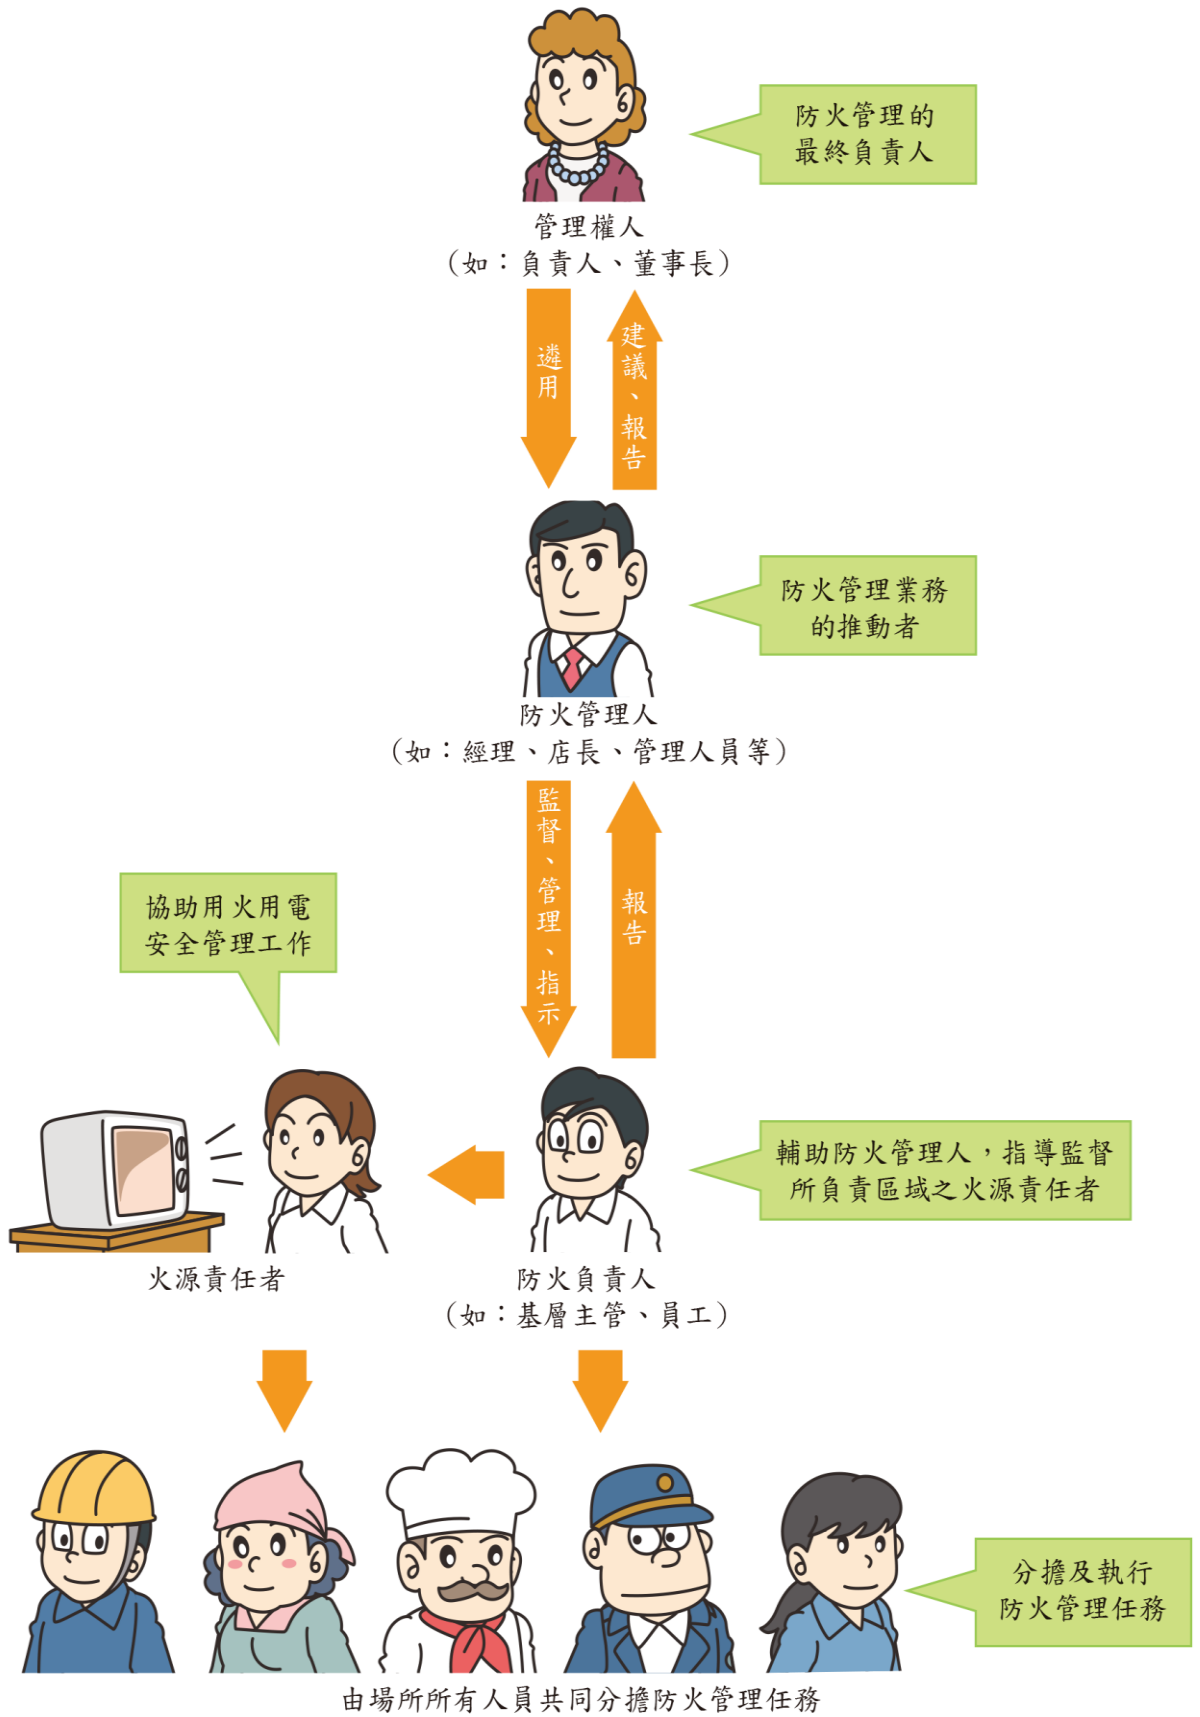 防火管理的
最終負責人
管理權人
（如：負責人、董事長）
遴用
建議、報告
防火管理業務
的推動者
防火管理人
（如：經理、店長、管理人員等）
監督、管理、指示
報告
協助用火用電
安全管理工作
輔助防火管理人，指導監督
所負責區域之火源責任者
火源責任者
防火負責人
（如：基層主管、員工）
分擔及執行
防火管理任務
由場所所有人員共同分擔防火管理任務